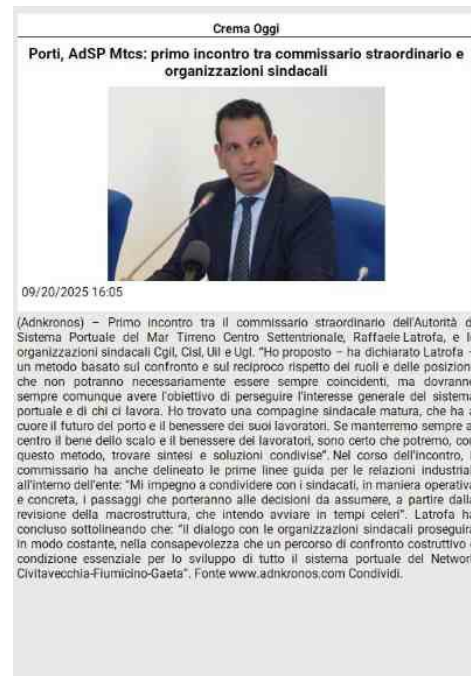 Crema Oggi
Porti, AdSP Mtcs: primo incontro tra commissario straordinario e
organizzazioni sindacali
09/20/2025 16:05
(Adnkronos) – Primo incontro tra il commissario straordinario dell'Autorità d
Sistema Portuale del Mar Tirreno Centro Settentrionale, Raffaele Latrofa, e l
organizzazioni sindacali Cgil, Cisl, Uil e Ugl. "Ho proposto – ha dichiarato Latrofa –
un metodo basato sul confronto e sul reciproco rispetto dei ruoli e delle posizion
che non potranno necessariamente essere sempre coincidenti, ma dovrann
sempre comunque avere l'obiettivo di perseguire l'interesse generale del sistema
portuale e di chi ci lavora. Ho trovato una compagine sindacale matura, che ha a
cuore il futuro del porto e il benessere dei suoi lavoratori. Se manterremo sempre a
centro il bene dello scalo e il benessere dei lavoratori, sono certo che potremo, con
questo metodo, trovare sintesi e soluzioni condivise". Nel corso dell'incontro, i
commissario ha anche delineato le prime linee guida per le relazioni industrial
all'interno dell'ente: "Mi impegno a condividere con i sindacati, in maniera operativa
e concreta, i passaggi che porteranno alle decisioni da assumere, a partire dalla
revisione della macrostruttura, che intendo avviare in tempi celeri". Latrofa ha
concluso sottolineando che: "il dialogo con le organizzazioni sindacali proseguirà
in modo costante, nella consapevolezza che un percorso di confronto costruttivo è
condizione essenziale per lo sviluppo di tutto il sistema portuale del Network
Civitavecchia-Fiumicino-Gaeta". Fonte www.adnkronos.com Condividi.